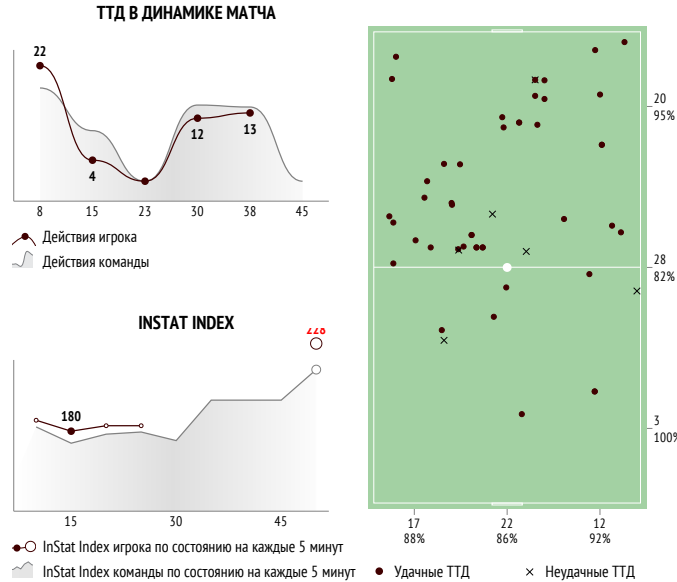 ТТД В ДИНАМИКЕ МАТЧА
22
4
12
13
8 15 23 30 38 45
Действия игрока
Действия команды
INSTAT INDEX
228
180
15 30 45
InStat Index игрока по состоянию на каждые 5 минут
InStat Index команды по состоянию на каждые 5 минут
20
95%
28
82%
3
100%
17 22 12
88% 86% 92%
Удачные ТТД
Неудачные ТТД